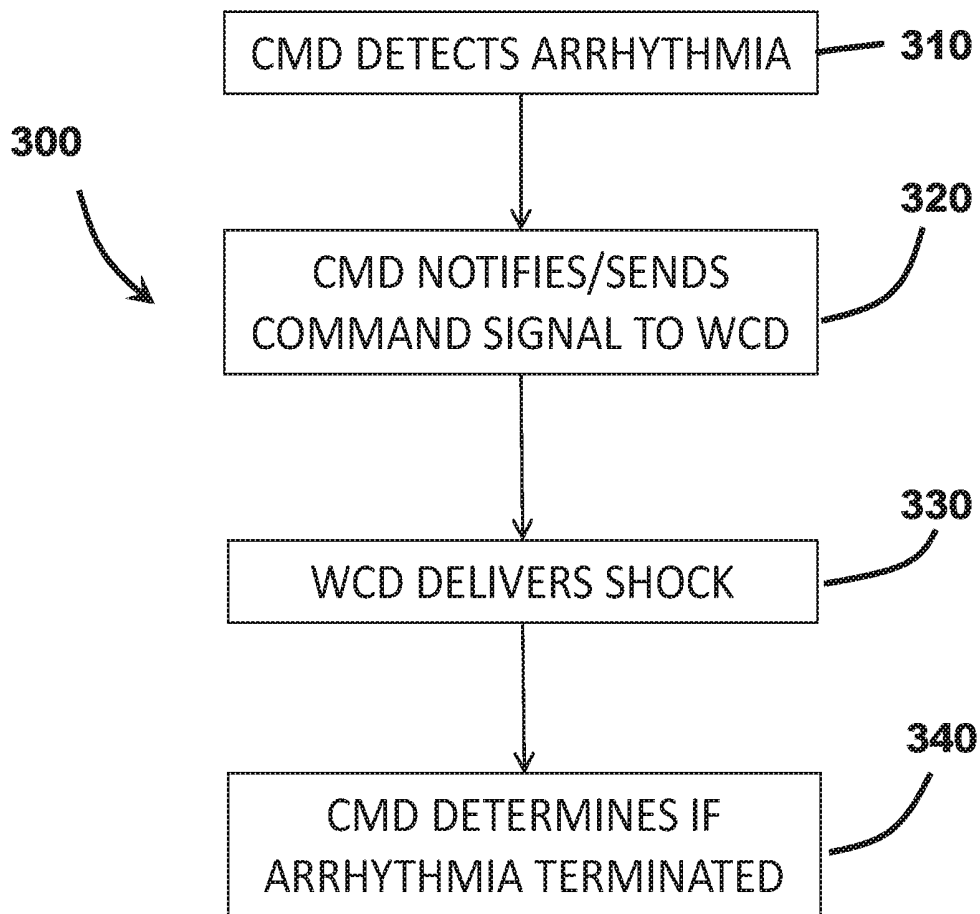 CMD DETECTS ARRHYTHMIA
310
300
320
CMD NOTIFIES/SENDS
COMMAND SIGNAL TO WCD
330
WCD DELIVERS SHOCK
340
CMD DETERMINES IF
ARRHYTHMIA TERMINATED